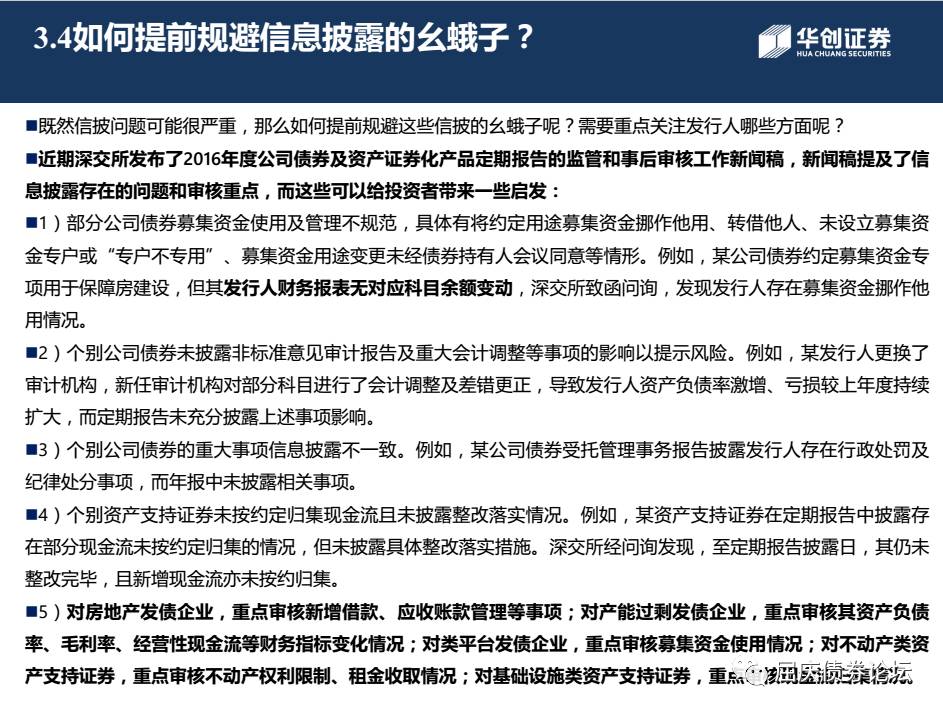 3.4如何提前规避信息披露的幺蛾子？
华创证券
HUA CHUANG SECURITIES
■既然信披问题可能很严重，那么如何提前规避这些信披的幺蛾子呢？需要重点关注发行人哪些方面呢？
■近期深交所发布了2016年度公司债券及资产证券化产品定期报告的监管和事后审核工作新闻稿，新闻稿提及了信
息披露存在的问题和审核重点，而这些可以给投资者带来一些启发：
■1）部分公司债券募集资金使用及管理不规范，具体有将约定用途募集资金挪作他用、转借他人、未设立募集资
金专户或“专户不专用”、募集资金用途变更未经债券持有人会议同意等情形。例如，某公司债券约定募集资金专
项用于保障房建设，但其发行人财务报表无对应科目余额变动，深交所致函问询，发现发行人存在募集资金挪作他
用情况。
■2）个别公司债券未披露非标准意见审计报告及重大会计调整等事项的影响以提示风险。例如，某发行人更换了
审计机构，新任审计机构对部分科目进行了会计调整及差错更正，导致发行人资产负债率激增、亏损较上年度持续
扩大，而定期报告未充分披露上述事项影响。
■3）个别公司债券的重大事项信息披露不一致。例如，某公司债券受托管理事务报告披露发行人存在行政处罚及
纪律处分事项，而年报中未披露相关事项。
■4）个别资产支持证券未按约定归集现金流且未披露整改落实情况。例如，某资产支持证券在定期报告中披露存
在部分现金流未按约定归集的情况，但未披露具体整改落实措施。深交所经问询发现，至定期报告披露日，其仍未
整改完毕，且新增现金流亦未按约归集。
■5）对房地产发债企业，重点审核新增借款、应收账款管理等事项；对产能过剩发债企业，重点审核其资产负债
率、毛利率、经营性现金流等财务指标变化情况；对类平台发债企业，重点审核募集资金使用情况；对不动产类资
产支持证券，重点审核不动产权利限制、租金收取情况；对基础设施类资产支持证券，重点审核现金流归集情况。
屈庆债券论坛